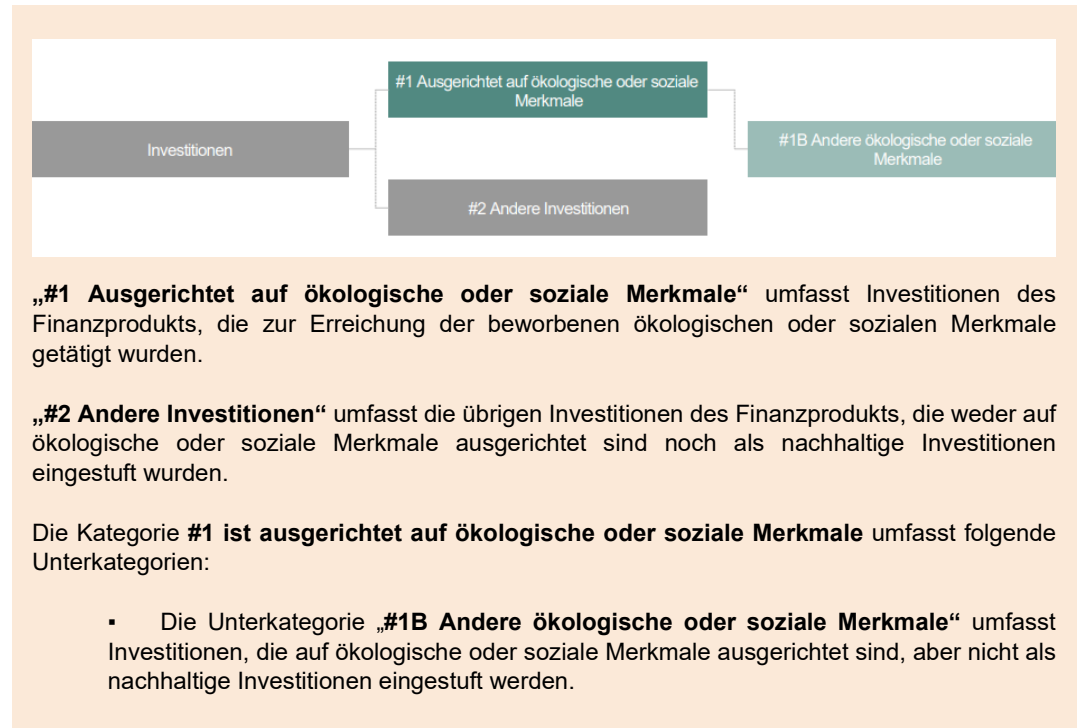 #1 Ausgerichtet auf ökologische oder soziale
Merkmale
Investitionen
#1B Andere ökologische oder soziale
Merkmale
#2 Andere Investitionen
„#1 Ausgerichtet auf ökologische oder soziale Merkmale“ umfasst Investitionen des
Finanzprodukts, die zur Erreichung der beworbenen ökologischen oder sozialen Merkmale
getätigt wurden.
„#2 Andere Investitionen“ umfasst die übrigen Investitionen des Finanzprodukts, die weder auf
ökologische oder soziale Merkmale ausgerichtet sind noch als nachhaltige Investitionen
eingestuft wurden.
Die Kategorie #1 ist ausgerichtet auf ökologische oder soziale Merkmale umfasst folgende
Unterkategorien:
▪ Die Unterkategorie „#1B Andere ökologische oder soziale Merkmale“ umfasst
Investitionen, die auf ökologische oder soziale Merkmale ausgerichtet sind, aber nicht als
nachhaltige Investitionen eingestuft werden.